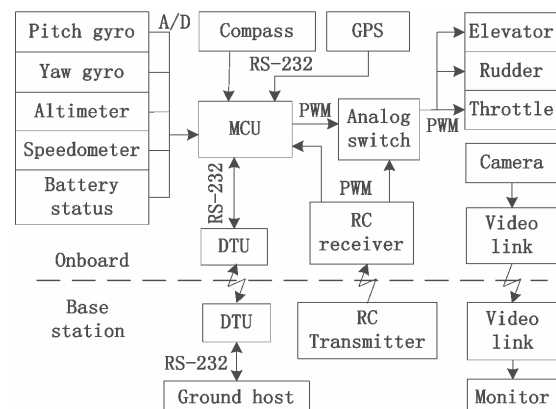 Pitch gyro
A/D
Compass
GPS
Elevator
Yaw gyro
RS-232
Rudder
Altimeter
MCU
PWM
Analog
switch
PWM
Throttle
Speedometer
Battery
status
RS-232
PWM
Camera
DTU
RC
receiver
Video
link
Onboard
Base
station
DTU
RC
Transmitter
Video
link
RS-232
Ground host
Monitor